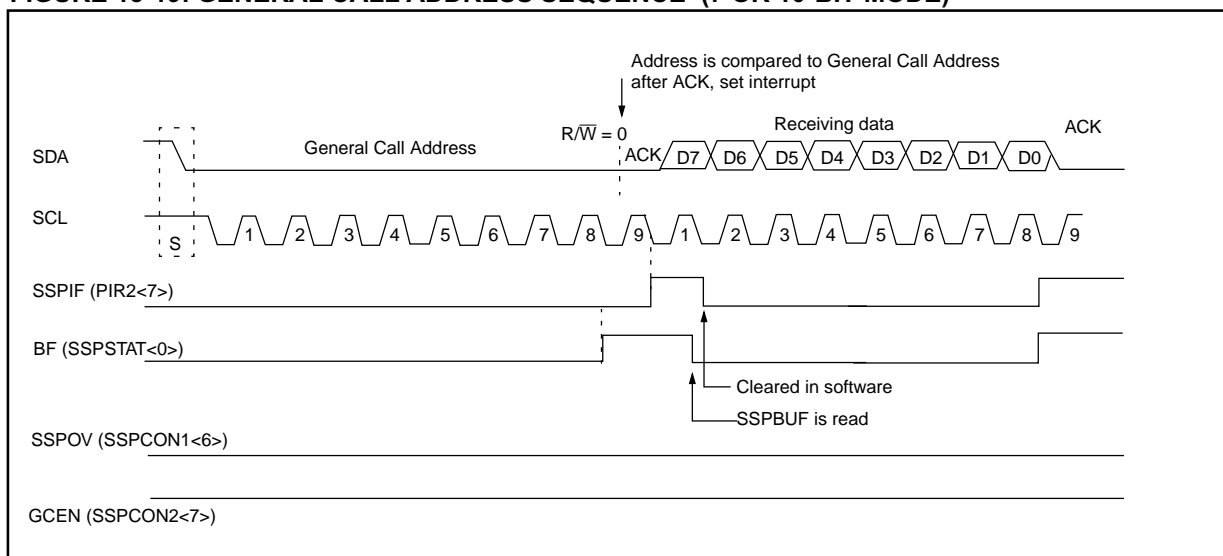 FIGURE GENERAL CALL ADDRESS SEQUENCE OR 10-BIT MODE)
Address is compared to General Call Address
after ACK, set interrupt
R/W̅ = 0
SDA
General Call Address
ACK
Receiving data
D7 D6 D5 D4 D3 D2 D1 D0
ACK
SCL
S
1 2 3 4 5 6 7 8 9 1 2 3 4 5 6 7 8 9
SSPIF (PIR2<7>)
BF (SSPSTAT<0>)
Cleared in software
SSPBUF is read
SSPOV (SSPCON1<6>)
GCEN (SSPCON2<7>)